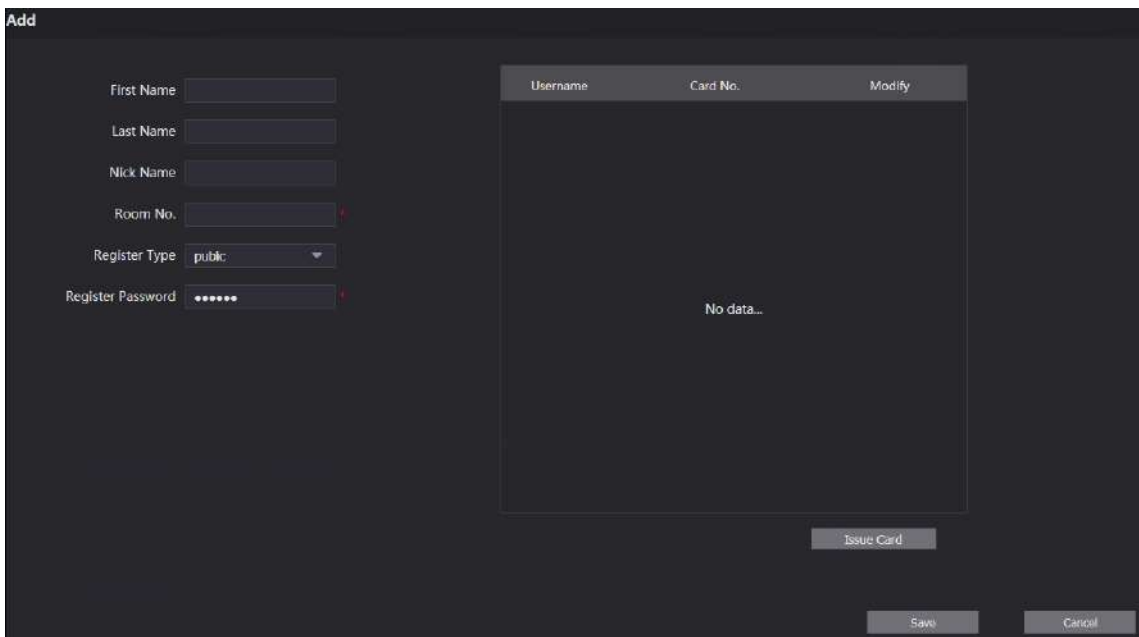 Add
First Name
Last Name
Nick Name
Room No. *
Register Type public
Register Password •••••• *
Username Card No. Modify
No data...
Issue Card
Save Cancel